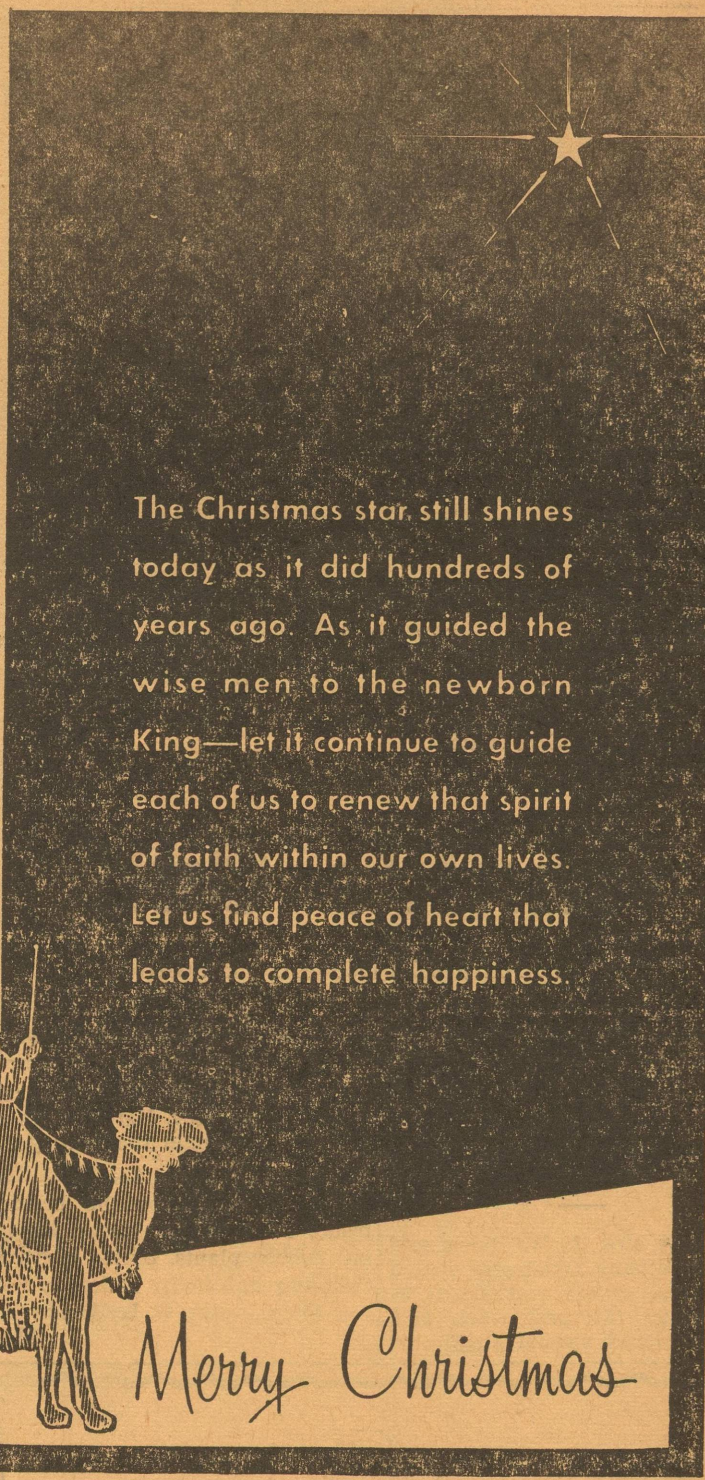 The Christmas star still shines
today as it did hundreds of
years ago. As it guided the
wise men to the newborn
King—let it continue to guide
each of us to renew that spirit
of faith within our own lives.
Let us find peace of heart that
leads to complete happiness.
Merry Christmas